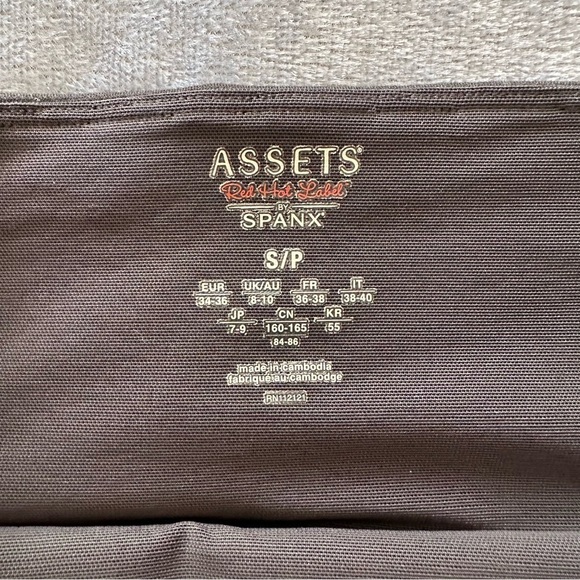 ASSETS®
Red Hot Label™
BY
SPANX®
S/P
EUR UK/AU FR IT
34-36 8-10 36-38 38-40
JP CN KR
7-9 160-165 55
(84-86)
made in cambodia
fabriqué au cambodge
RN112121